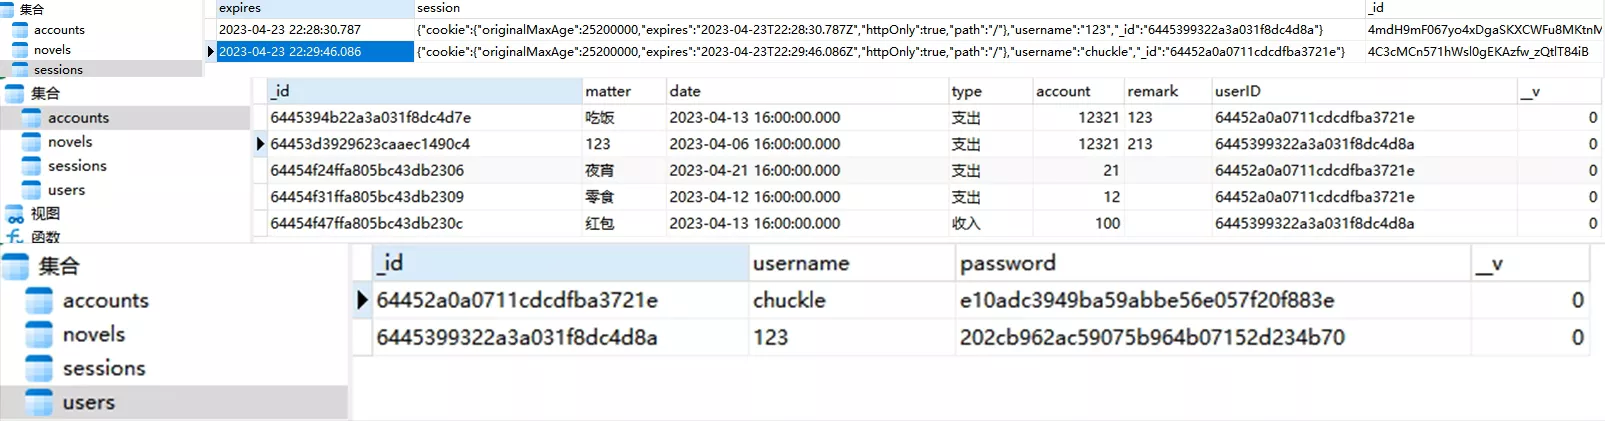 集合 expires session _id
accounts 2023-04-23 22:28:30.787 {"cookie":{"originalMaxAge":25200000,"expires":"2023-04-23T22:28:30.787Z","httpOnly":true,"path":"/"},"username":"123","_id":"6445399322a3a031f8dc4d8a"} 4mdH9mF067yo4xDgaSKXCWFu8MKtnM
novels 2023-04-23 22:29:46.086 {"cookie":{"originalMaxAge":25200000,"expires":"2023-04-23T22:29:46.086Z","httpOnly":true,"path":"/"},"username":"chuckle","_id":"64452a0a0711cdcdfba3721e"} 4C3cMCn571hWsl0gEKAzfw_zQtlT84iB
sessions
集合 _id matter date type account remark userID __v
accounts 6445394b22a3a031f8dc4d7e 吃饭 2023-04-13 16:00:00.000 支出 12321 123 64452a0a0711cdcdfba3721e 0
novels 64453d3929623caaec1490c4 123 2023-04-06 16:00:00.000 支出 12321 213 6445399322a3a031f8dc4d8a 0
sessions 64454f24ffa805bc43db2306 夜宵 2023-04-21 16:00:00.000 支出 21 64452a0a0711cdcdfba3721e 0
users 64454f31ffa805bc43db2309 零食 2023-04-12 16:00:00.000 支出 12 64452a0a0711cdcdfba3721e 0
视图 64454f47ffa805bc43db230c 红包 2023-04-13 16:00:00.000 收入 100 6445399322a3a031f8dc4d8a 0
函数
集合 _id username password __v
accounts 64452a0a0711cdcdfba3721e chuckle e10adc3949ba59abbe56e057f20f883e 0
novels 6445399322a3a031f8dc4d8a 123 202cb962ac59075b964b07152d234b70 0
sessions
users